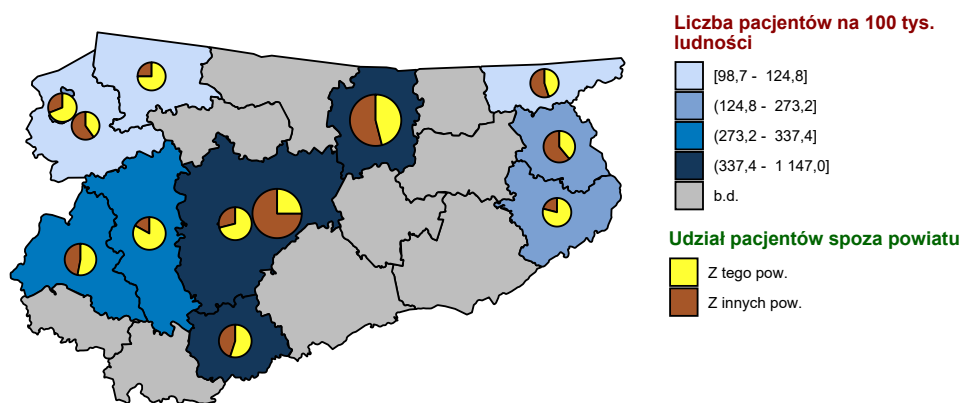 Liczba pacjentów na 100 tys.
ludności
[98,7 - 124,8]
(124,8 - 273,2]
(273,2 - 337,4]
(337,4 - 1 147,0]
b.d.
Udział pacjentów spoza powiatu
Z tego pow.
Z innych pow.